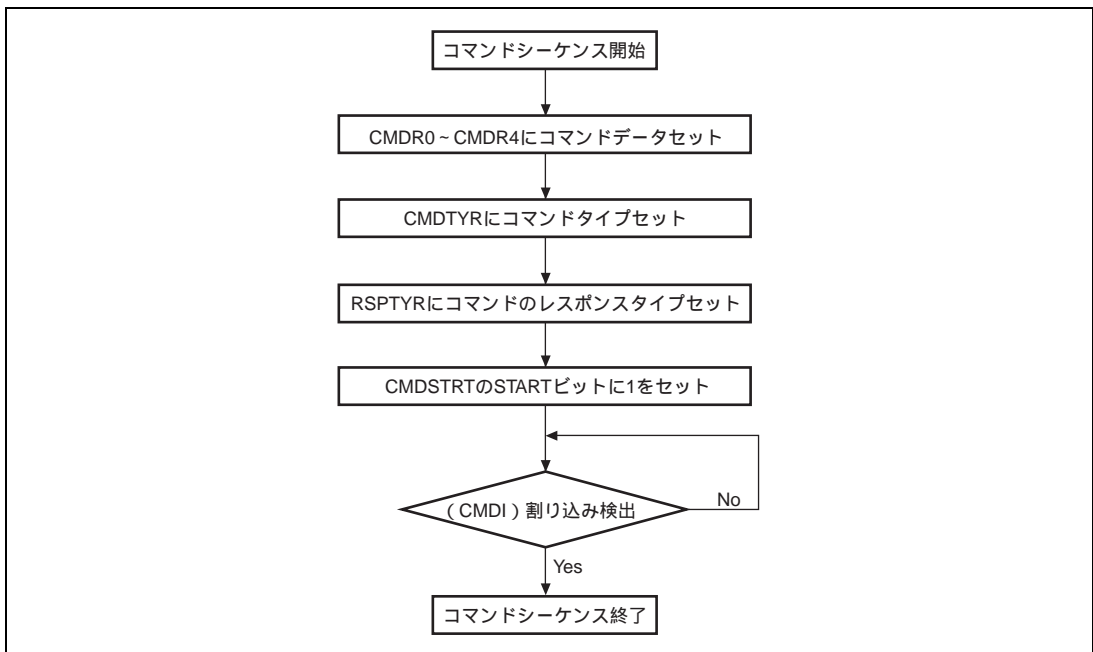 コマンドシーケンス開始
CMDR0～CMDR4にコマンドデータセット
CMDTYRにコマンドタイプセット
RSPTYRにコマンドのレスポンスタイプセット
CMDSTRTのSTARTビットに1をセット
（CMDI）割り込み検出
No
Yes
コマンドシーケンス終了